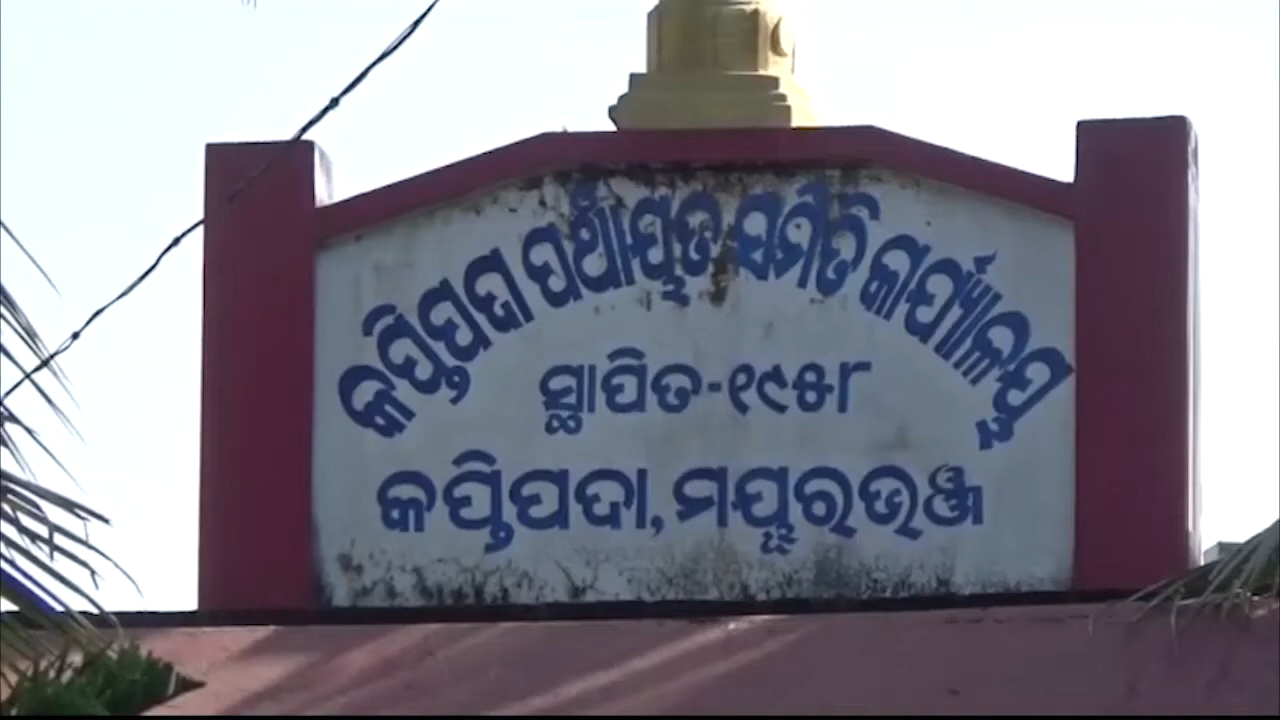 କପ୍ତିପଦା ପଞ୍ଚାୟତ ସମିତି କାର୍ଯ୍ୟାଳୟ
ସ୍ଥାପିତ-୧୯୫୮
କପ୍ତିପଦା, ମୟୂରଭଞ୍ଜ